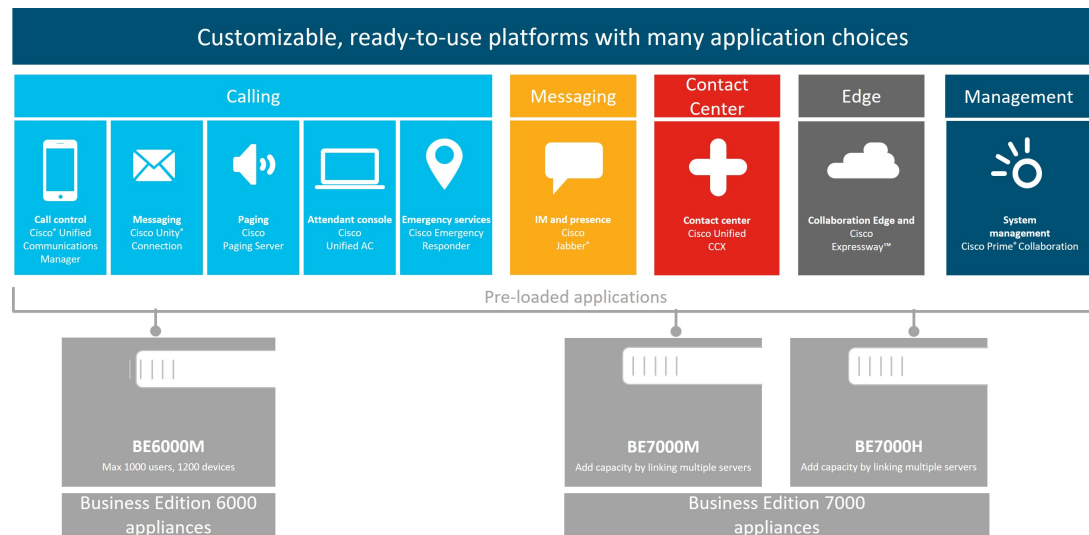 Customizable, ready-to-use platforms with many application choices
Calling
Messaging
Contact
Center
Edge
Management
Call control
Cisco® Unified
Communications
Manager
Messaging
Cisco Unity®
Connection
Paging
Cisco
Paging Server
Attendant console
Cisco
Unified AC
Emergency services
Cisco Emergency
Responder
IM and presence
Cisco
Jabber®
Contact center
Cisco Unified
CCX
Collaboration Edge and
Cisco
Expressway™
System
management
Cisco Prime® Collaboration
Pre-loaded applications
BE6000M
Max 1000 users, 1200 devices
BE7000M
Add capacity by linking multiple servers
BE7000H
Add capacity by linking multiple servers
Business Edition 6000
appliances
Business Edition 7000
appliances